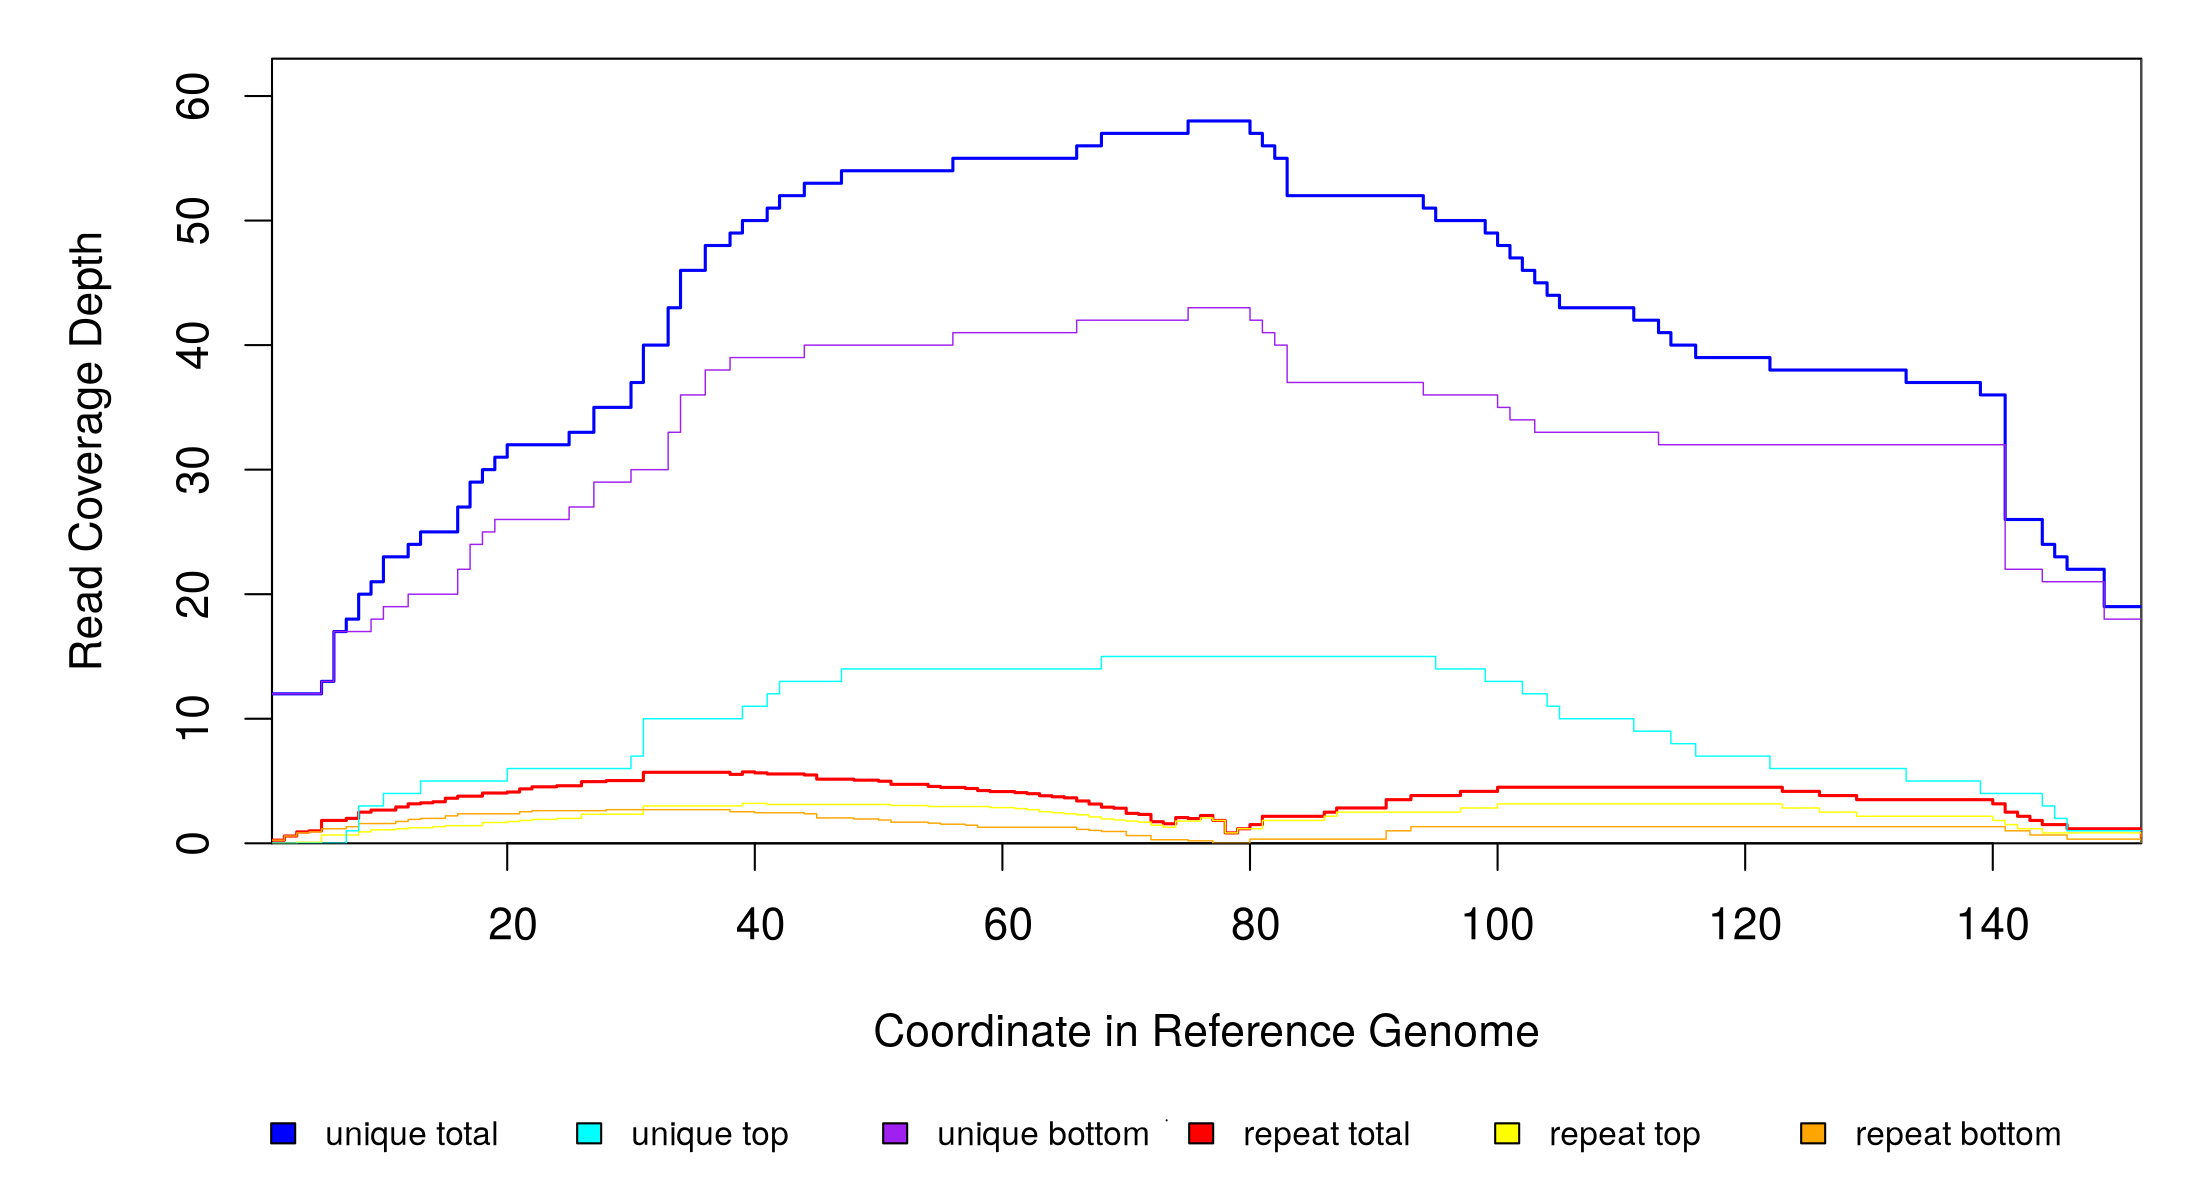 Read Coverage Depth
60
50
40
30
20
10
0
20 40 60 80 100 120 140
Coordinate in Reference Genome
unique total unique top unique bottom repeat total repeat top repeat bottom